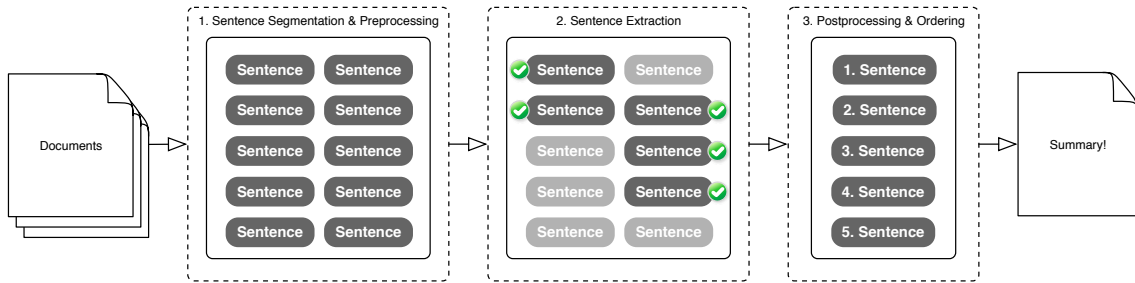 1. Sentence Segmentation & Preprocessing
2. Sentence Extraction
3. Postprocessing & Ordering
Documents
Sentence Sentence
Sentence Sentence
Sentence Sentence
Sentence Sentence
Sentence Sentence
Sentence Sentence
Sentence Sentence
Sentence Sentence
Sentence Sentence
Sentence Sentence
1. Sentence
2. Sentence
3. Sentence
4. Sentence
5. Sentence
Summary!